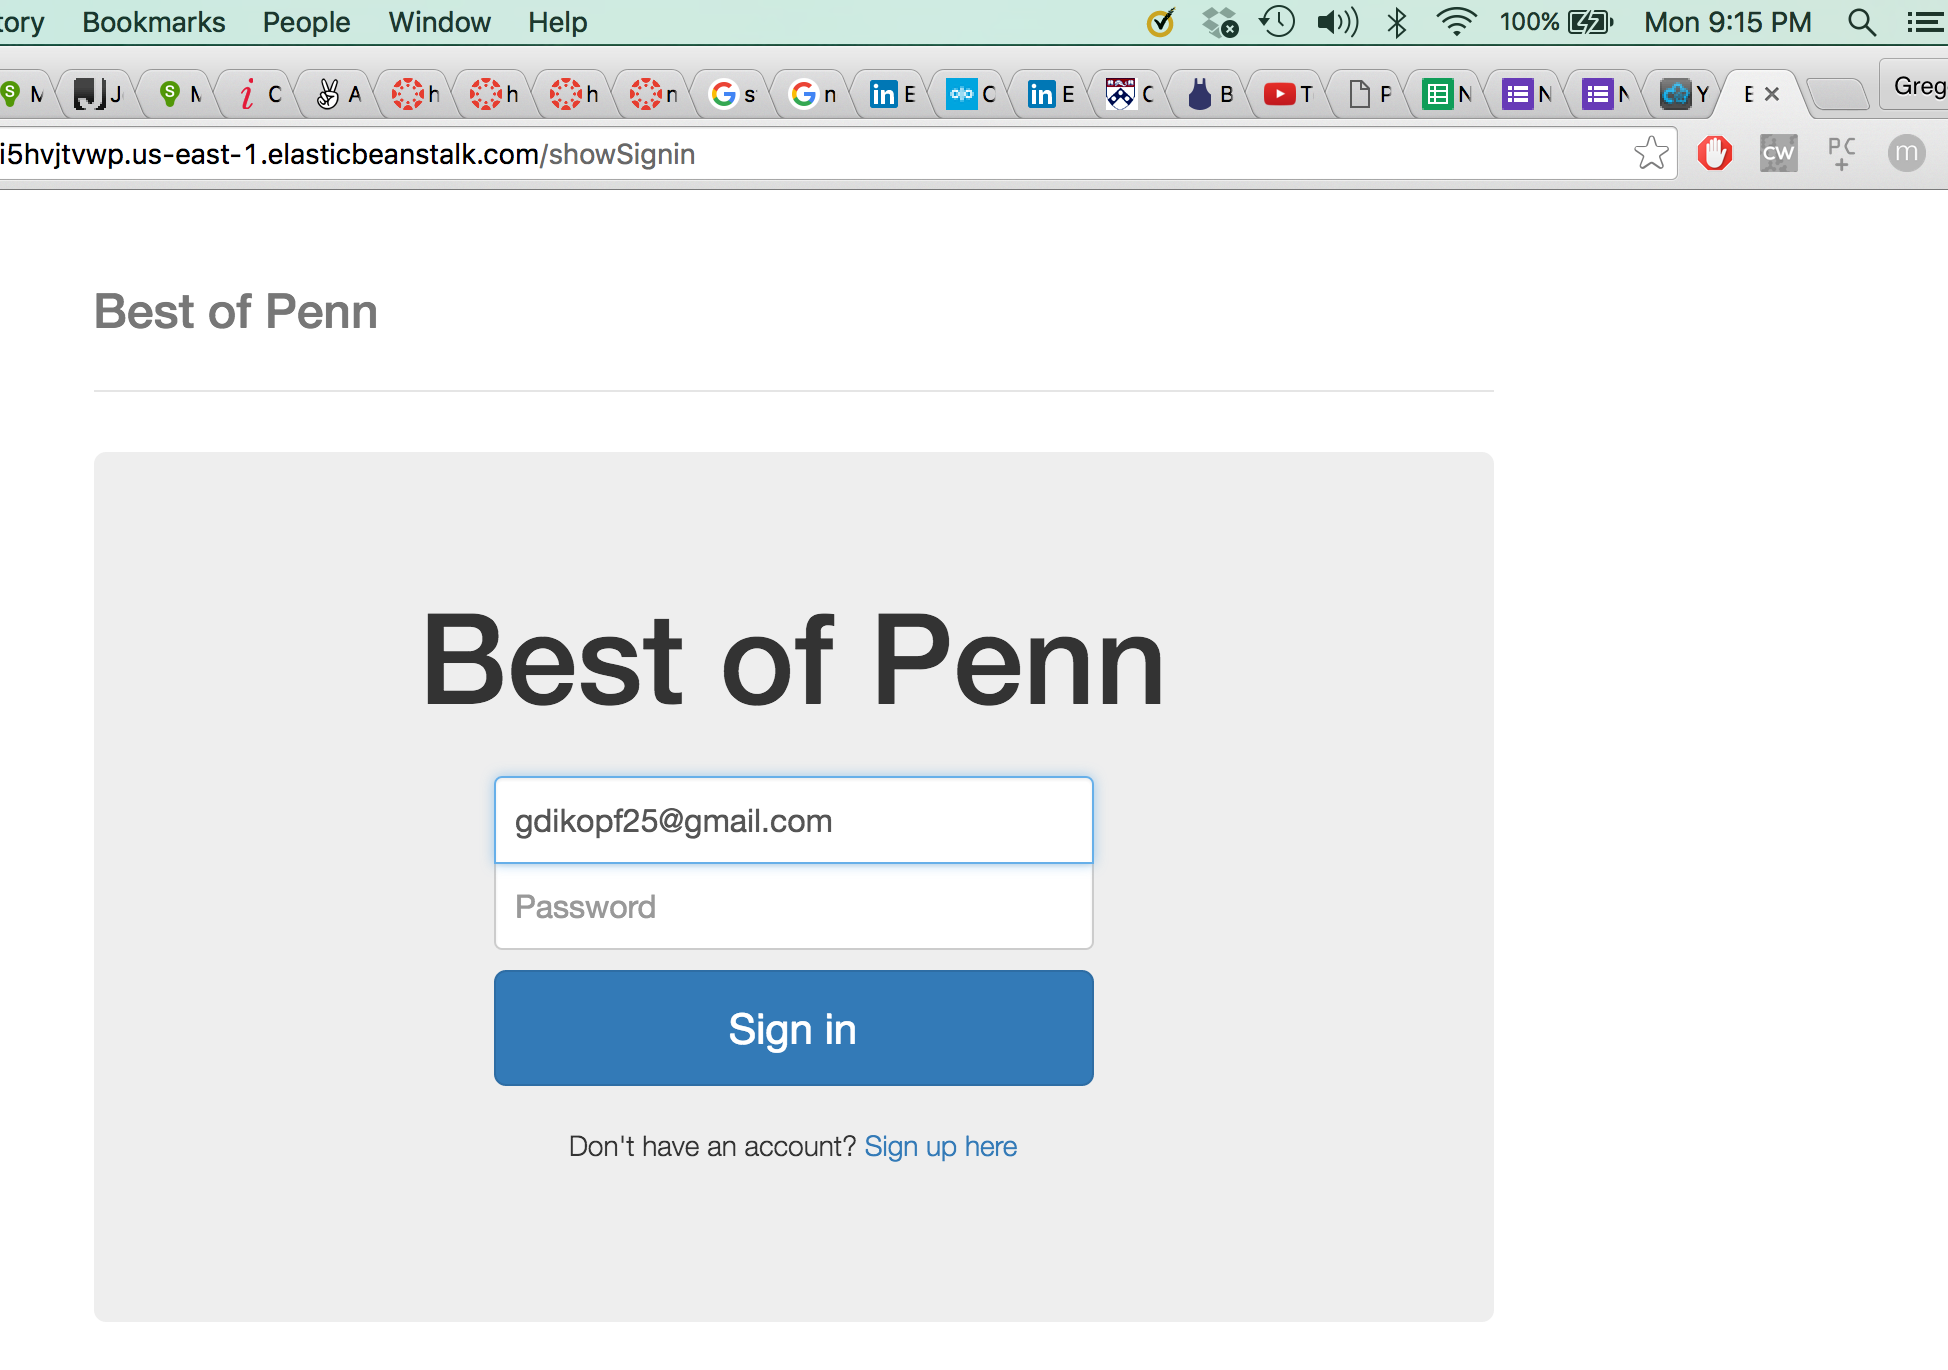 tory Bookmarks People Window Help 100% Mon 9:15 PM
S M J S M i C A h h h n G s G n in E C in E C B T P N N N Y E Greg
i5hvjtvwp.us-east-1.elasticbeanstalk.com/showSignin CW PC + m
Best of Penn
Best of Penn
gdikopf25@gmail.com
Password
Sign in
Don't have an account? Sign up here